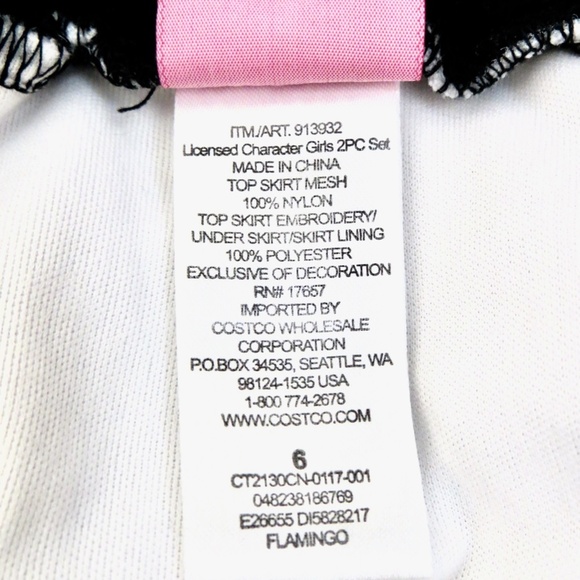 ITM./ART. 913932
Licensed Character Girls 2PC Set
MADE IN CHINA
TOP SKIRT MESH
100% NYLON
TOP SKIRT EMBROIDERY/
UNDER SKIRT/SKIRT LINING
100% POLYESTER
EXCLUSIVE OF DECORATION
RN# 17657
IMPORTED BY
COSTCO WHOLESALE
CORPORATION
P.O.BOX 34535, SEATTLE, WA
98124-1535 USA
1-800 774-2678
WWW.COSTCO.COM
6
CT2130CN-0117-001
048238186769
E26655 DI5828217
FLAMINGO